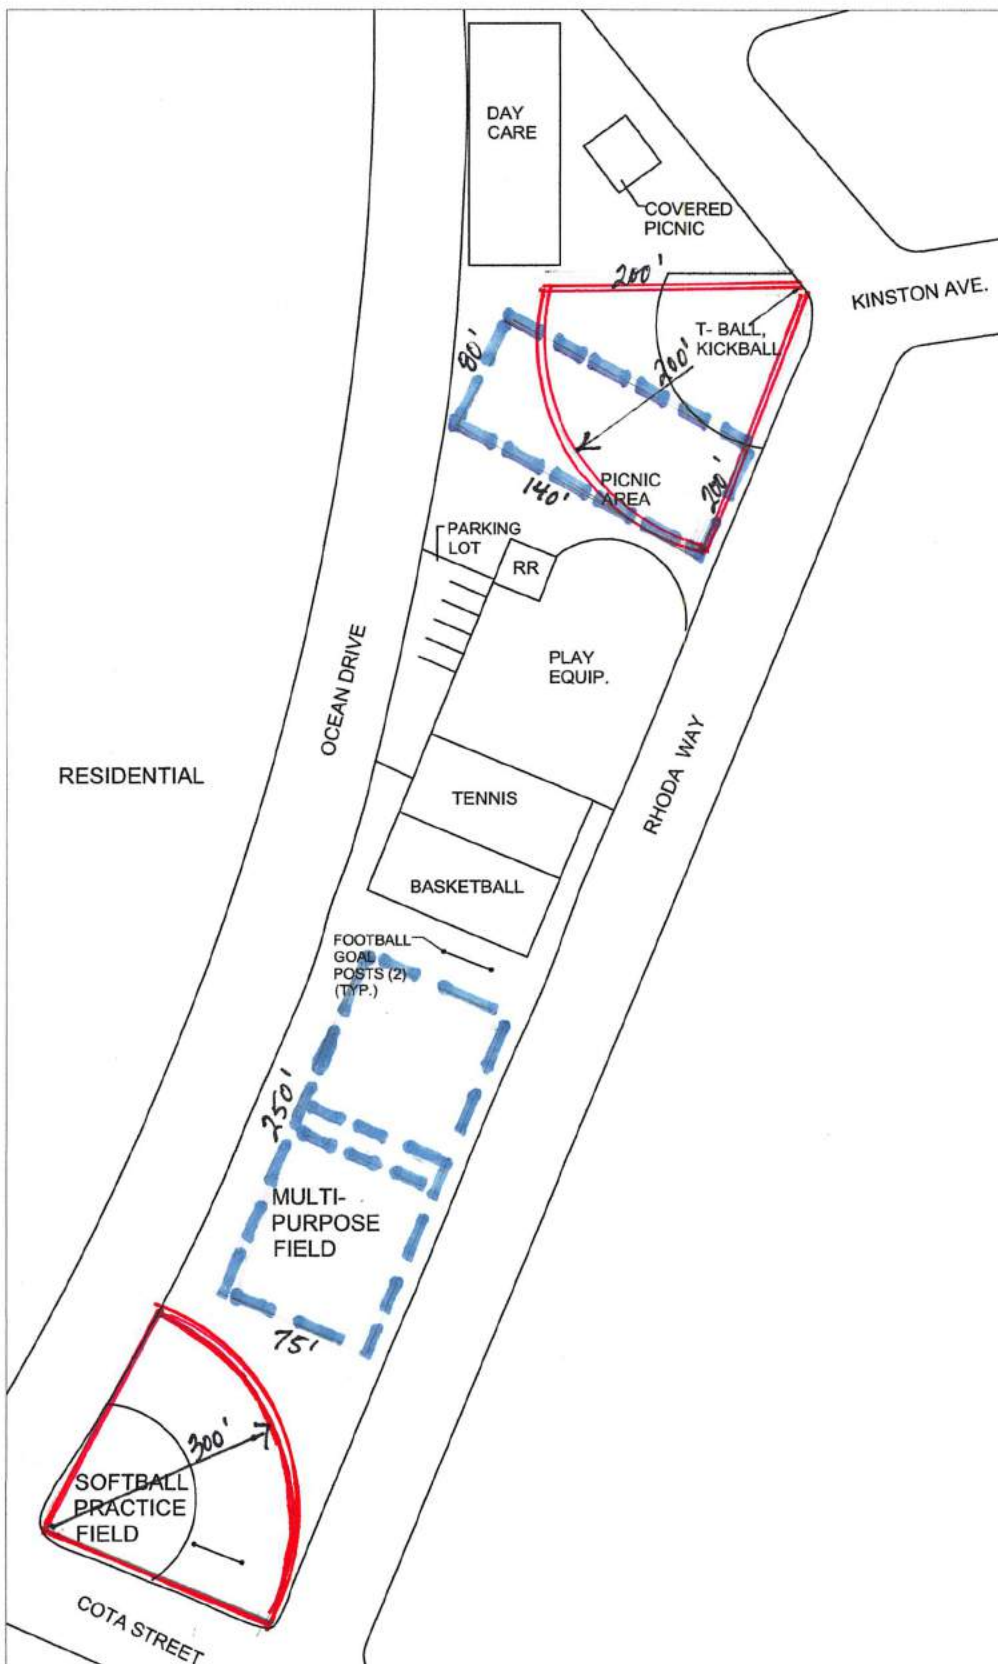 DAY
CARE
COVERED
PICNIC
200'
KINSTON AVE.
T- BALL,
KICKBALL
80'
200'
PICNIC
AREA
200'
140'
PARKING
LOT
RR
PLAY
EQUIP.
OCEAN DRIVE
RESIDENTIAL
RHODA WAY
TENNIS
BASKETBALL
FOOTBALL
GOAL
POSTS (2)
(TYP.)
250'
MULTI-
PURPOSE
FIELD
75'
300'
SOFTBALL
PRACTICE
FIELD
COTA STREET